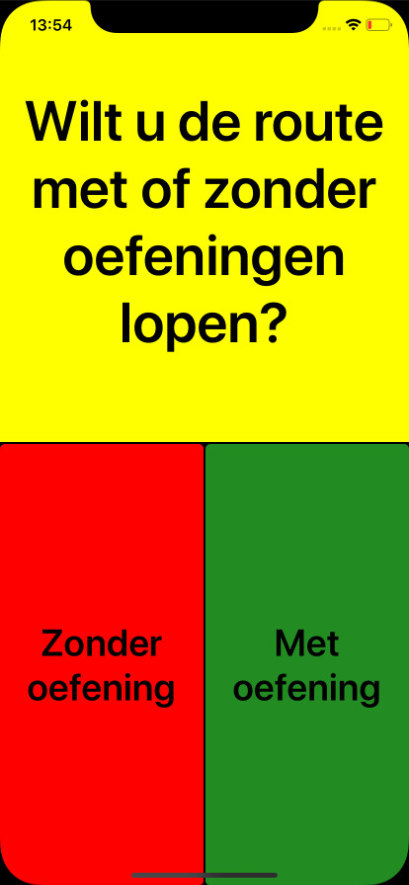 13:54
Wilt u de route
met of zonder
oefeningen
lopen?
Zonder
oefening
Met
oefening